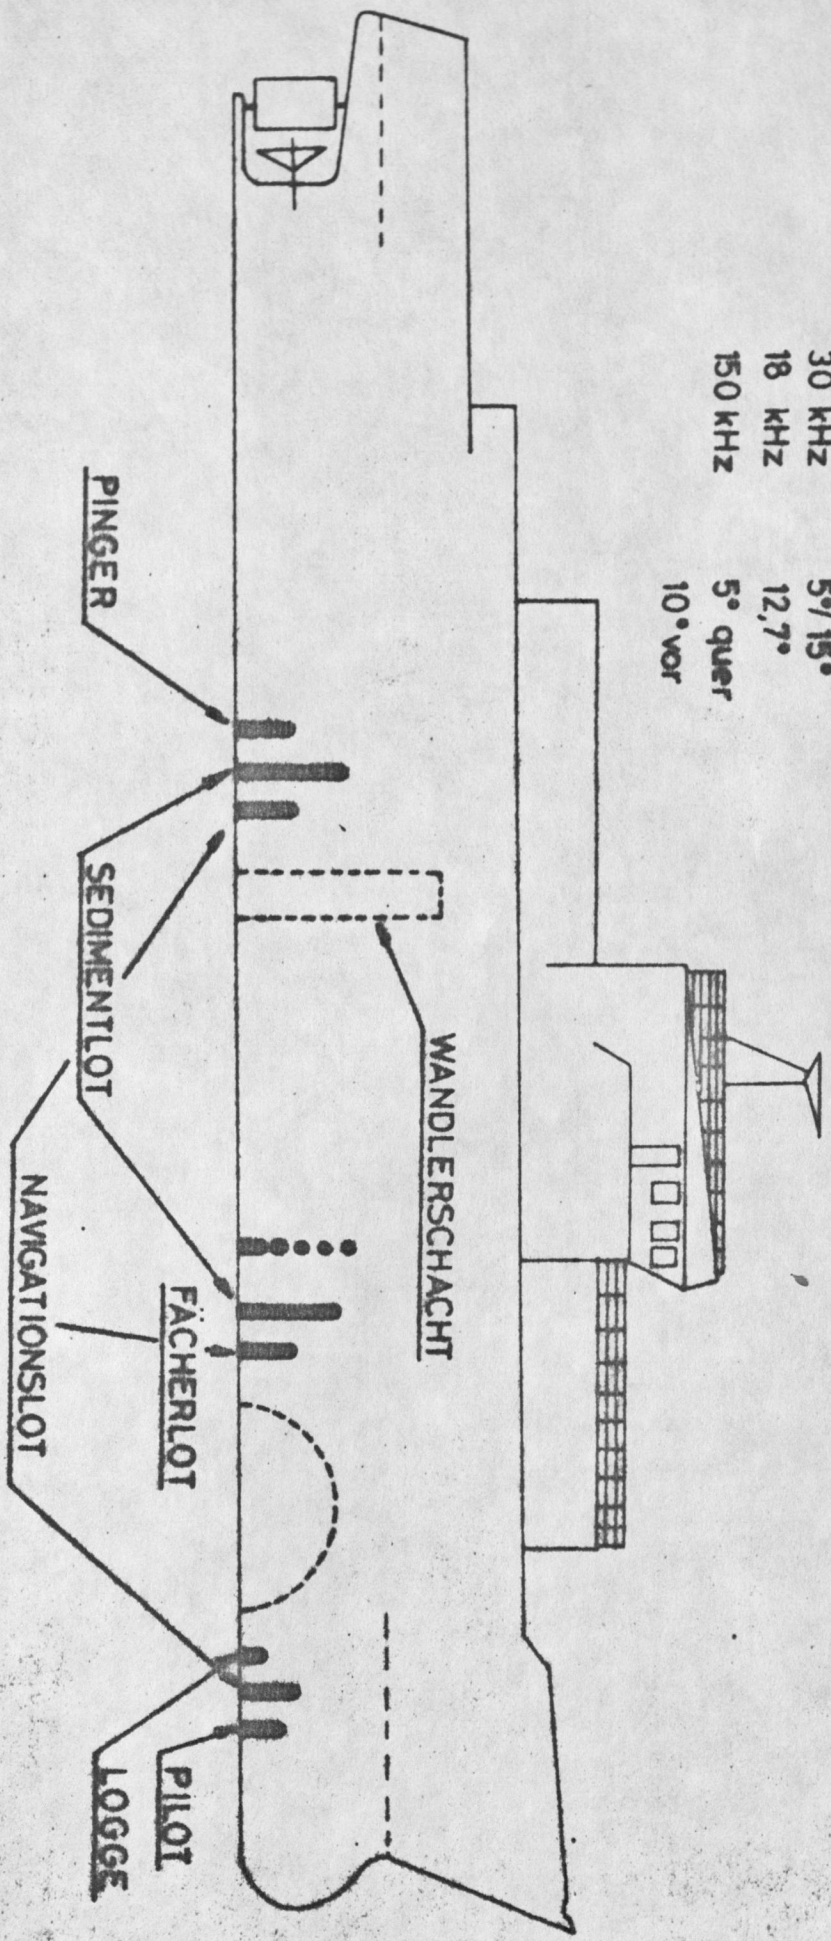 30 kHz 5°/15°
18 kHz 12,7°
150 kHz 5° quer
10° vor
WANDLERSCHACHT
PINGER
SEDIMENTLOT
FÄCHERLOT
NAVIGATIONSLOT
PILOT
LOGGE